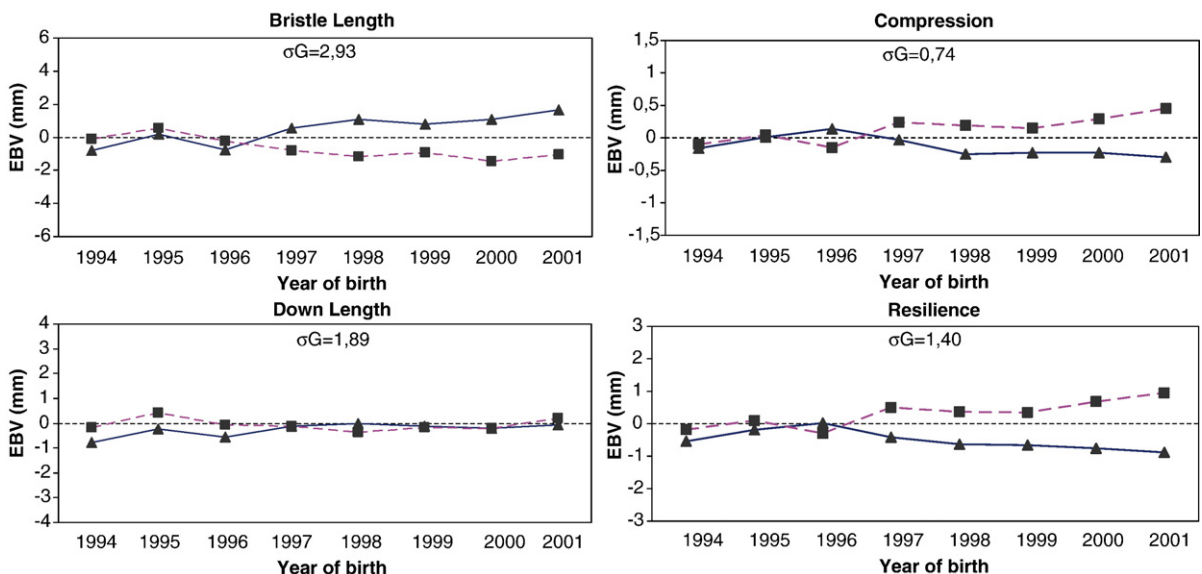 Bristle Length
σG=2,93
EBV (mm)
6
4
2
0
-2
-4
-6
1994 1995 1996 1997 1998 1999 2000 2001
Year of birth
Compression
σG=0,74
EBV (mm)
1,5
1
0,5
0
-0,5
-1
-1,5
1994 1995 1996 1997 1998 1999 2000 2001
Year of birth
Down Length
σG=1,89
EBV (mm)
4
3
2
1
0
-1
-2
-3
-4
1994 1995 1996 1997 1998 1999 2000 2001
Year of birth
Resilience
σG=1,40
EBV (mm)
3
2
1
0
-1
-2
-3
1994 1995 1996 1997 1998 1999 2000 2001
Year of birth